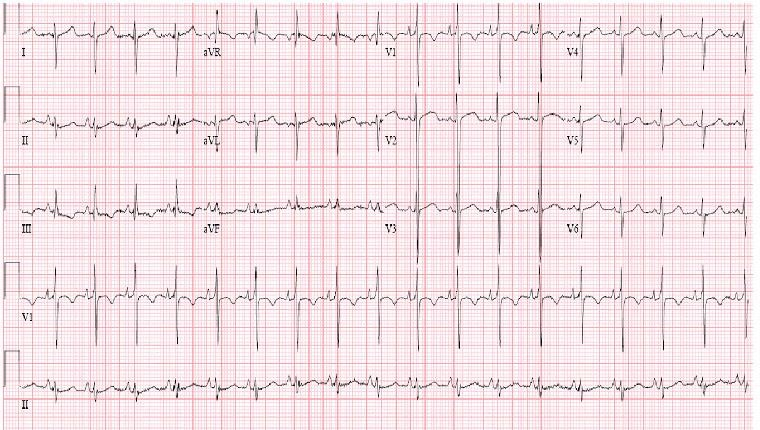 I aVR V1 V4
II aVL V2 V5
III aVF V3 V6
V1
II